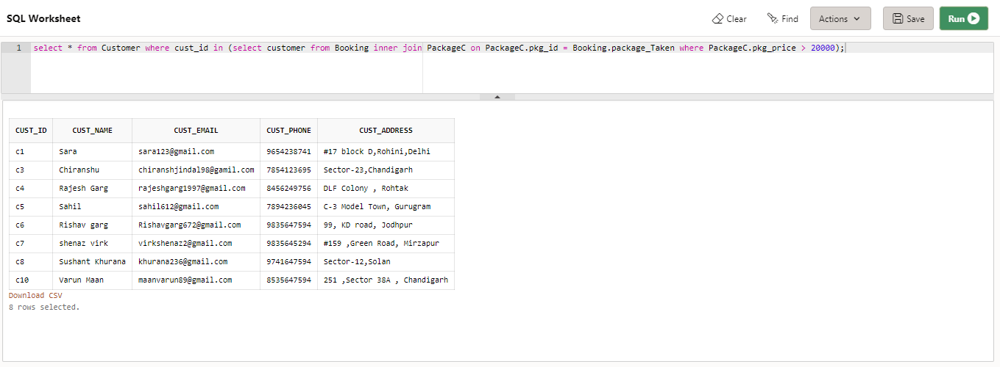 SQL Worksheet Clear Find Actions Save Run
1 select * from Customer where cust_id in (select customer from Booking inner join PackageC on PackageC.pkg_id = Booking.package_Taken where PackageC.pkg_price > 20000);
CUST_ID CUST_NAME CUST_EMAIL CUST_PHONE CUST_ADDRESS
c1 Sara sara123@gmail.com 9654238741 #17 block D,Rohini,Delhi
c3 Chiranshu chiranshjindal98@gamil.com 7854123695 Sector-23,Chandigarh
c4 Rajesh Garg rajeshgarg1997@gmail.com 8456249756 DLF Colony , Rohtak
c5 Sahil sahil612@gmail.com 7894236045 C-3 Model Town, Gurugram
c6 Rishav garg Rishavgarg672@gmail.com 9835647594 99, KD road, Jodhpur
c7 shenaz virk virkshenaz2@gmail.com 9835645294 #159 ,Green Road, Mirzapur
c8 Sushant Khurana khurana236@gmail.com 9741647594 Sector-12,Solan
c10 Varun Maan maanvarun89@gmail.com 8535647594 251 ,Sector 38A , Chandigarh
Download CSV
8 rows selected.